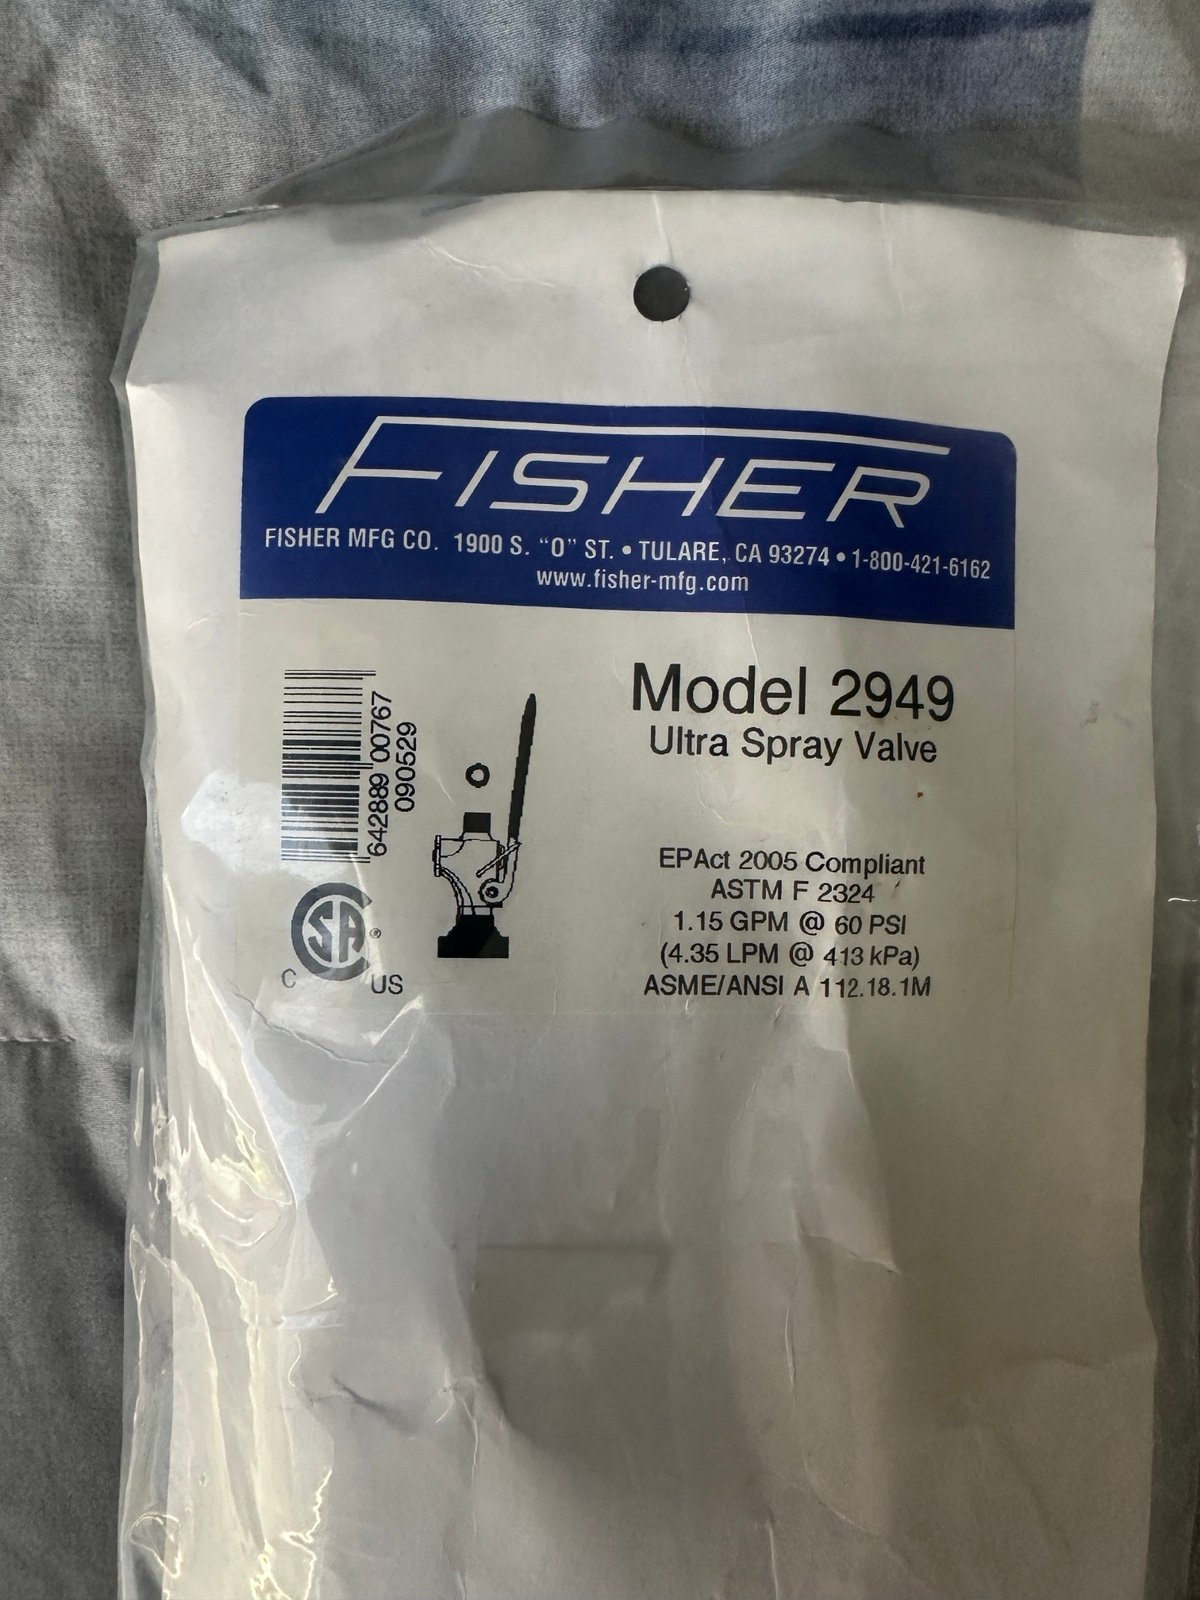 FISHER
FISHER MFG CO. 1900 S. "O" ST. • TULARE, CA 93274 • 1-800-421-6162
www.fisher-mfg.com
Model 2949
Ultra Spray Valve
642889 00767
090529
EPAct 2005 Compliant
ASTM F 2324
1.15 GPM @ 60 PSI
(4.35 LPM @ 413 kPa)
ASME/ANSI A 112.18.1M
CSA®
C US